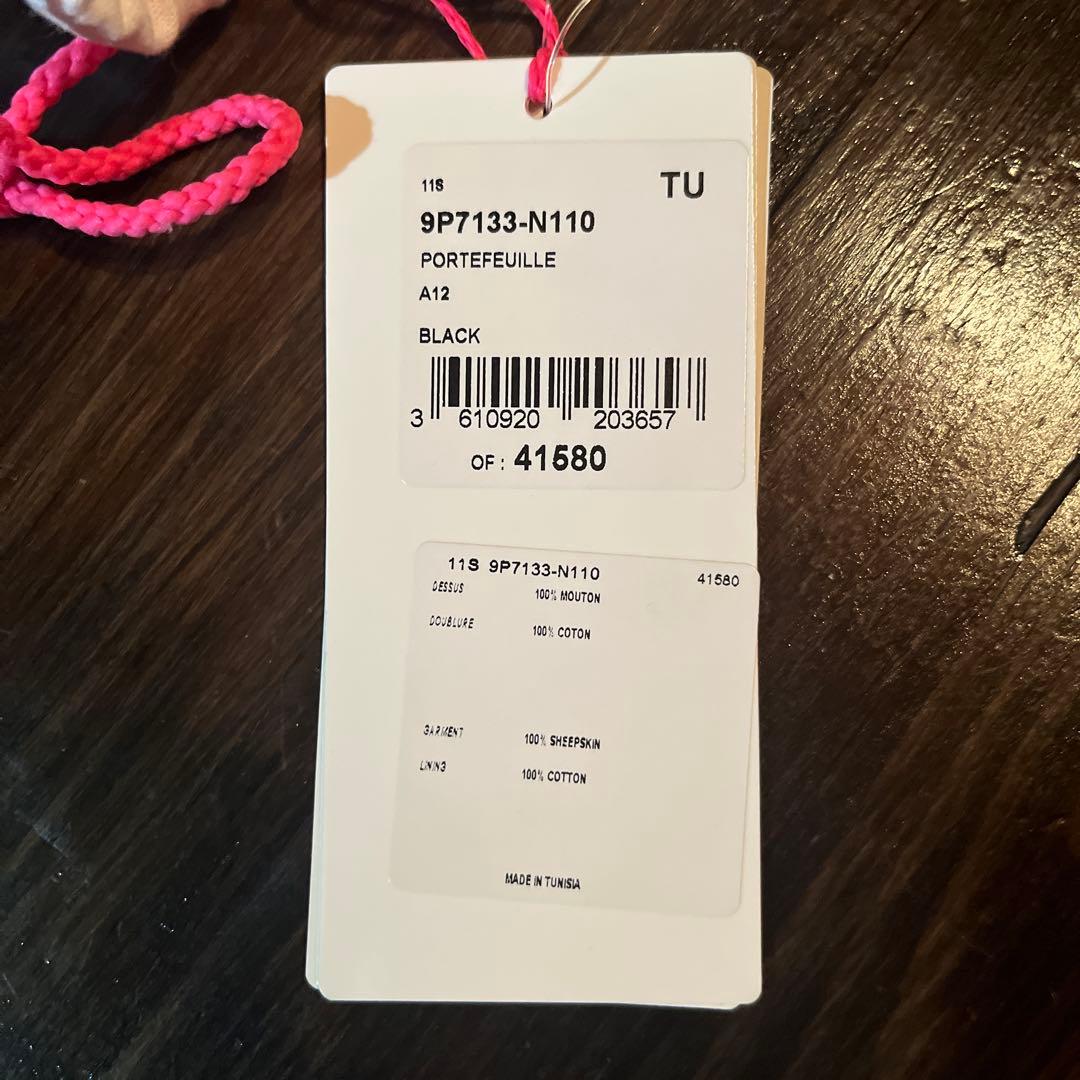 11S TU
9P7133-N110
PORTEFEUILLE
A12
BLACK
3 610920 203657
OF : 41580
11S 9P7133-N110 41580
DESSUS 100% MOUTON
DOUBLURE 100% COTON
GARMENT 100% SHEEPSKIN
LINING 100% COTTON
MADE IN TUNISIA